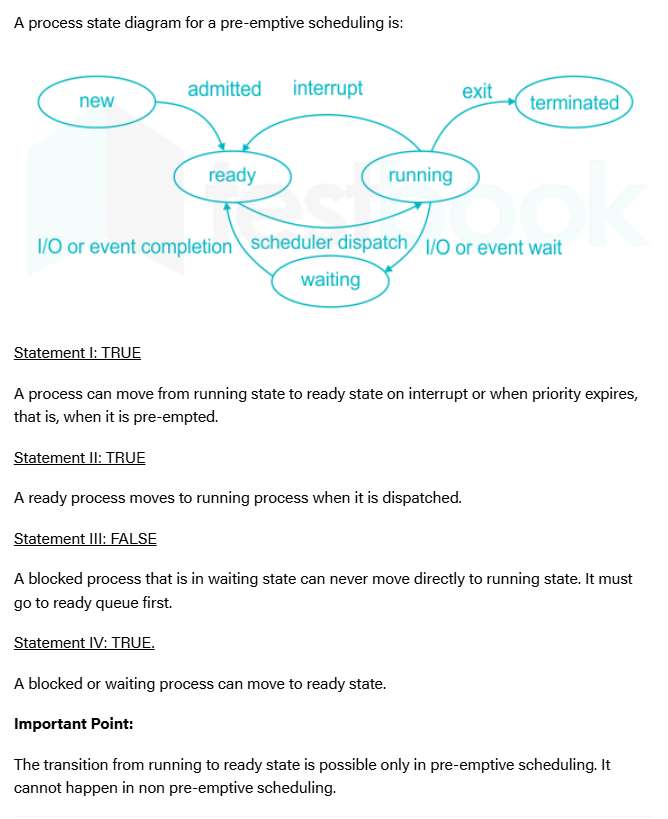 A process state diagram for a pre-emptive scheduling is:
new
admitted
interrupt
exit
terminated
ready
running
I/O or event completion
scheduler dispatch
I/O or event wait
waiting
testbook
Statement I: TRUE
A process can move from running state to ready state on interrupt or when priority expires,
that is, when it is pre-empted.
Statement II: TRUE
A ready process moves to running process when it is dispatched.
Statement III: FALSE
A blocked process that is in waiting state can never move directly to running state. It must
go to ready queue first.
Statement IV: TRUE.
A blocked or waiting process can move to ready state.
Important Point:
The transition from running to ready state is possible only in pre-emptive scheduling. It
cannot happen in non pre-emptive scheduling.